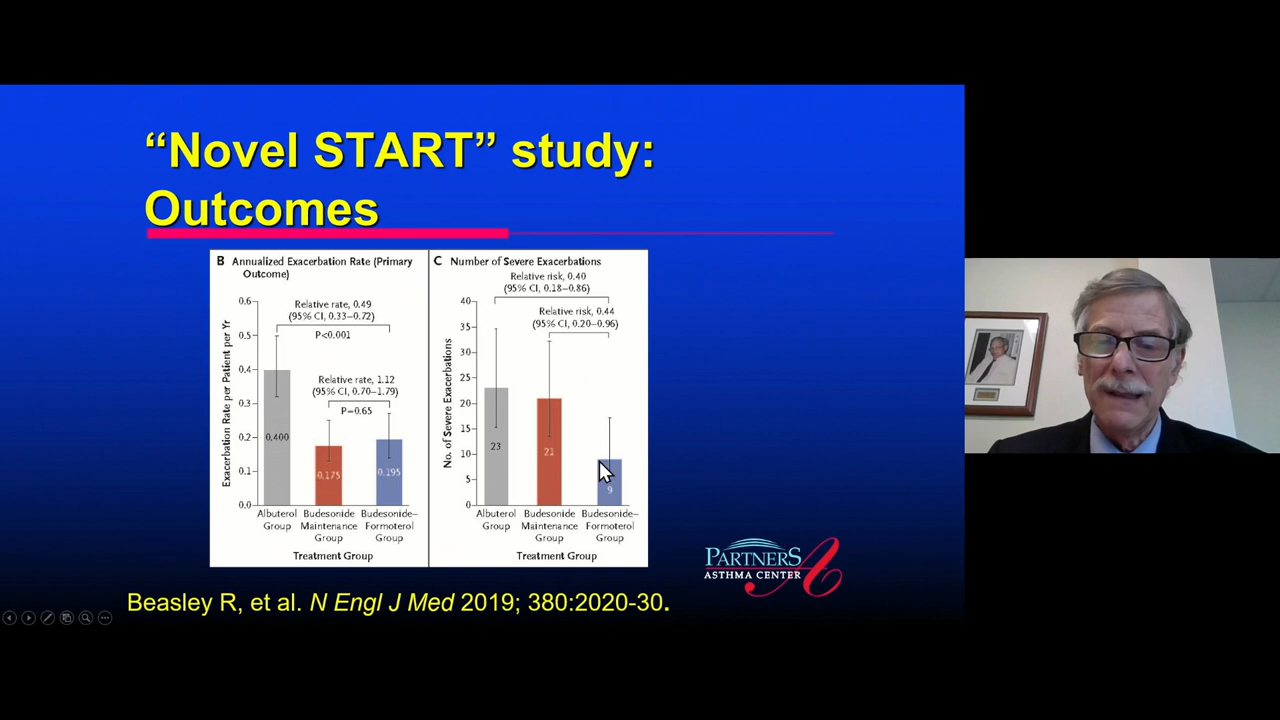 “Novel START” study:
Outcomes
B Annualized Exacerbation Rate (Primary
Outcome)
Relative rate, 0.49
(95% CI, 0.33–0.72)
P<0.001
Relative rate, 1.12
(95% CI, 0.70–1.79)
P=0.65
Exacerbation Rate per Patient per Yr
0.6
0.5
0.4
0.3
0.2
0.1
0.0
0.400
0.175
0.195
Albuterol
Group
Budesonide
Maintenance
Group
Budesonide–
Formoterol
Group
Treatment Group
C Number of Severe Exacerbations
Relative risk, 0.40
(95% CI, 0.18–0.86)
Relative risk, 0.44
(95% CI, 0.20–0.96)
No. of Severe Exacerbations
40
35
30
25
20
15
10
5
0
23
21
9
Albuterol
Group
Budesonide
Maintenance
Group
Budesonide–
Formoterol
Group
Treatment Group
PARTNERS
ASTHMA CENTER
Beasley R, et al. N Engl J Med 2019; 380:2020-30.